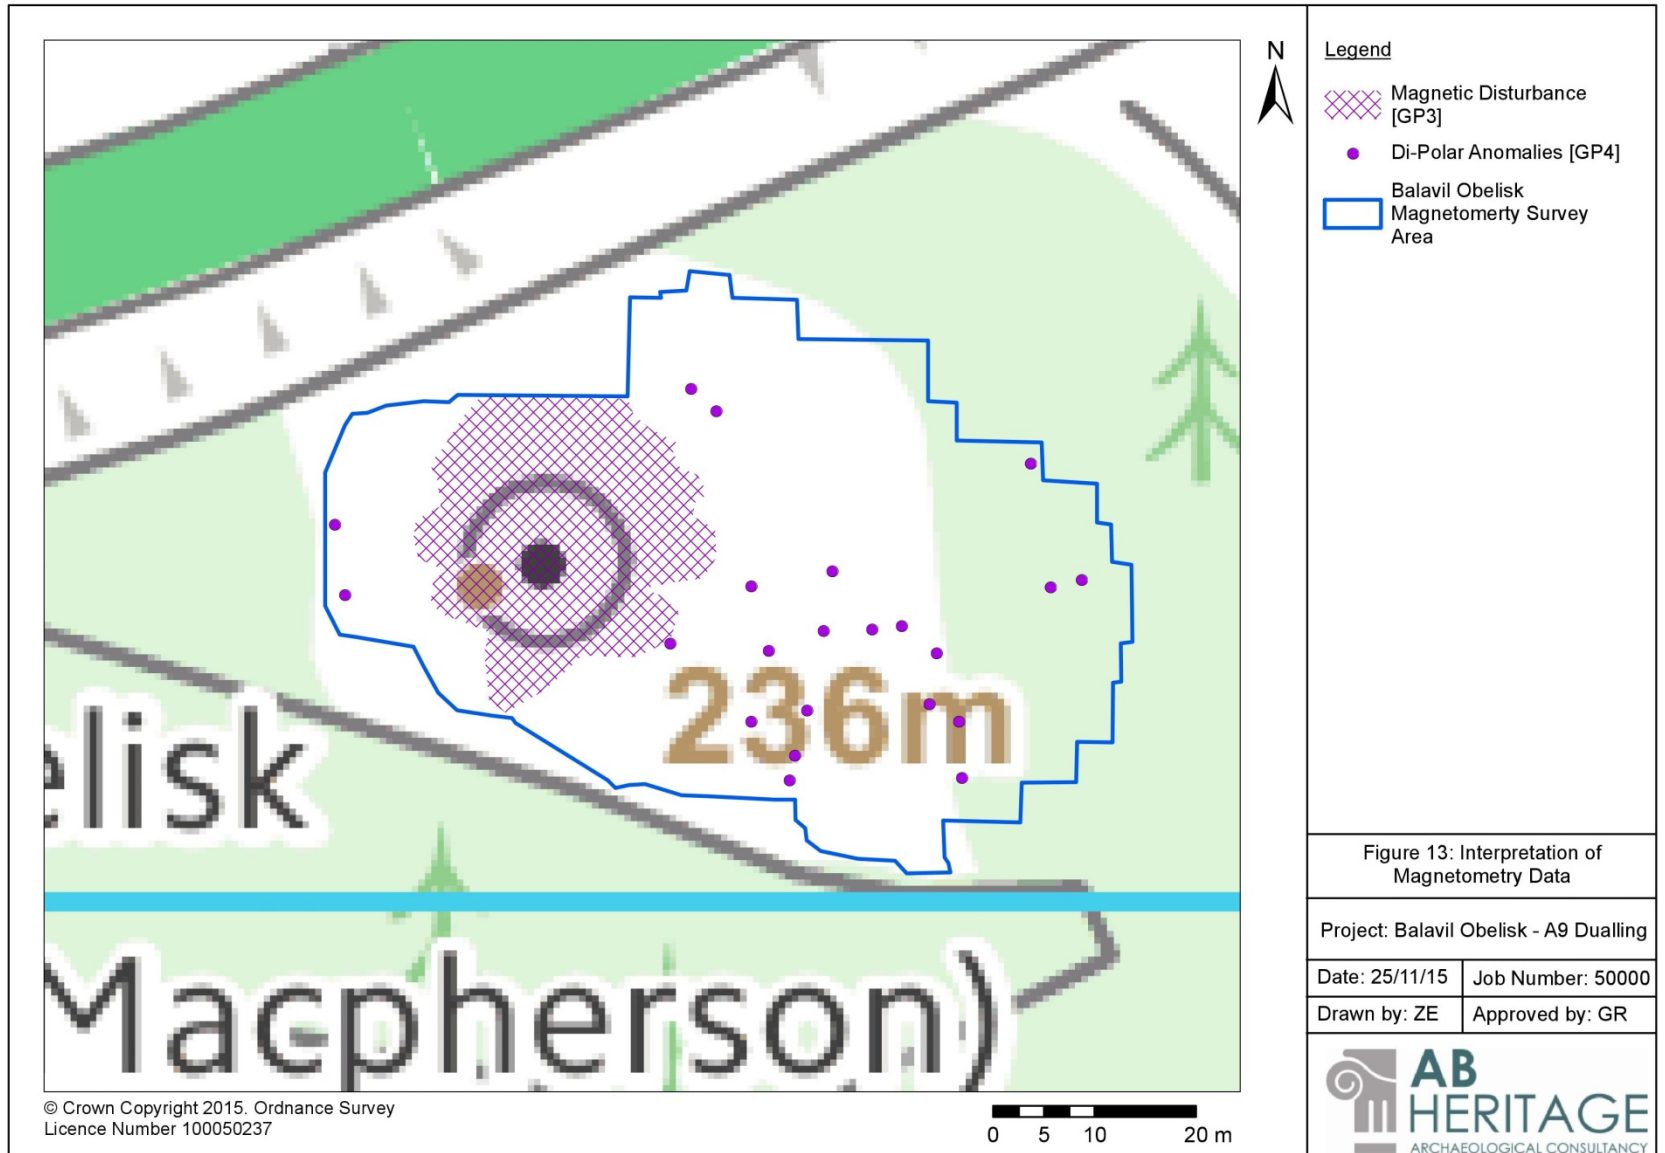 N
236m
elisk
Macpherson)
© Crown Copyright 2015. Ordnance Survey
Licence Number 100050237
0 5 10 20 m
Legend
Magnetic Disturbance
[GP3]
Di-Polar Anomalies [GP4]
Balavil Obelisk
Magnetomerty Survey
Area
Figure 13: Interpretation of
Magnetometry Data
Project: Balavil Obelisk - A9 Dualling
Date: 25/11/15 Job Number: 50000
Drawn by: ZE Approved by: GR
AB
HERITAGE
ARCHAEOLOGICAL CONSULTANCY